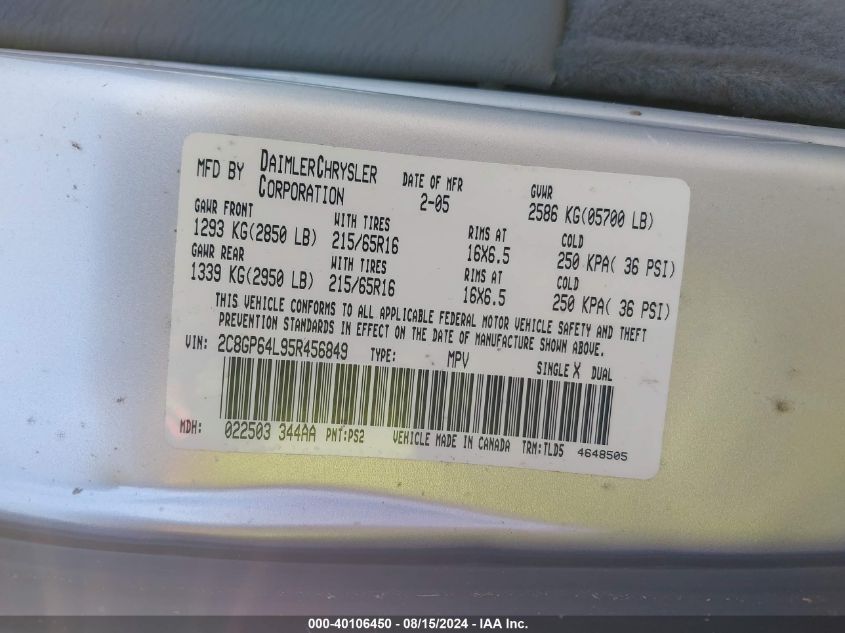 MFD BY DAIMLERCHRYSLER CORPORATION DATE OF MFR 2-05 GVWR 2586 KG(05700 LB)
GAWR FRONT WITH TIRES RIMS AT COLD
1293 KG(2850 LB) 215/65R16 16X6.5 250 KPA( 36 PSI)
GAWR REAR WITH TIRES RIMS AT COLD
1339 KG(2950 LB) 215/65R16 16X6.5 250 KPA( 36 PSI)
THIS VEHICLE CONFORMS TO ALL APPLICABLE FEDERAL MOTOR VEHICLE SAFETY AND THEFT
PREVENTION STANDARDS IN EFFECT ON THE DATE OF MANUFACTURE SHOWN ABOVE.
VIN: 2C8GP64L95R456849 TYPE: MPV SINGLE X DUAL
MDH: 022503 344AA PNT:PS2 VEHICLE MADE IN CANADA TRM:TLD5 4648505
000-40106450 - 08/15/2024 - IAA Inc.